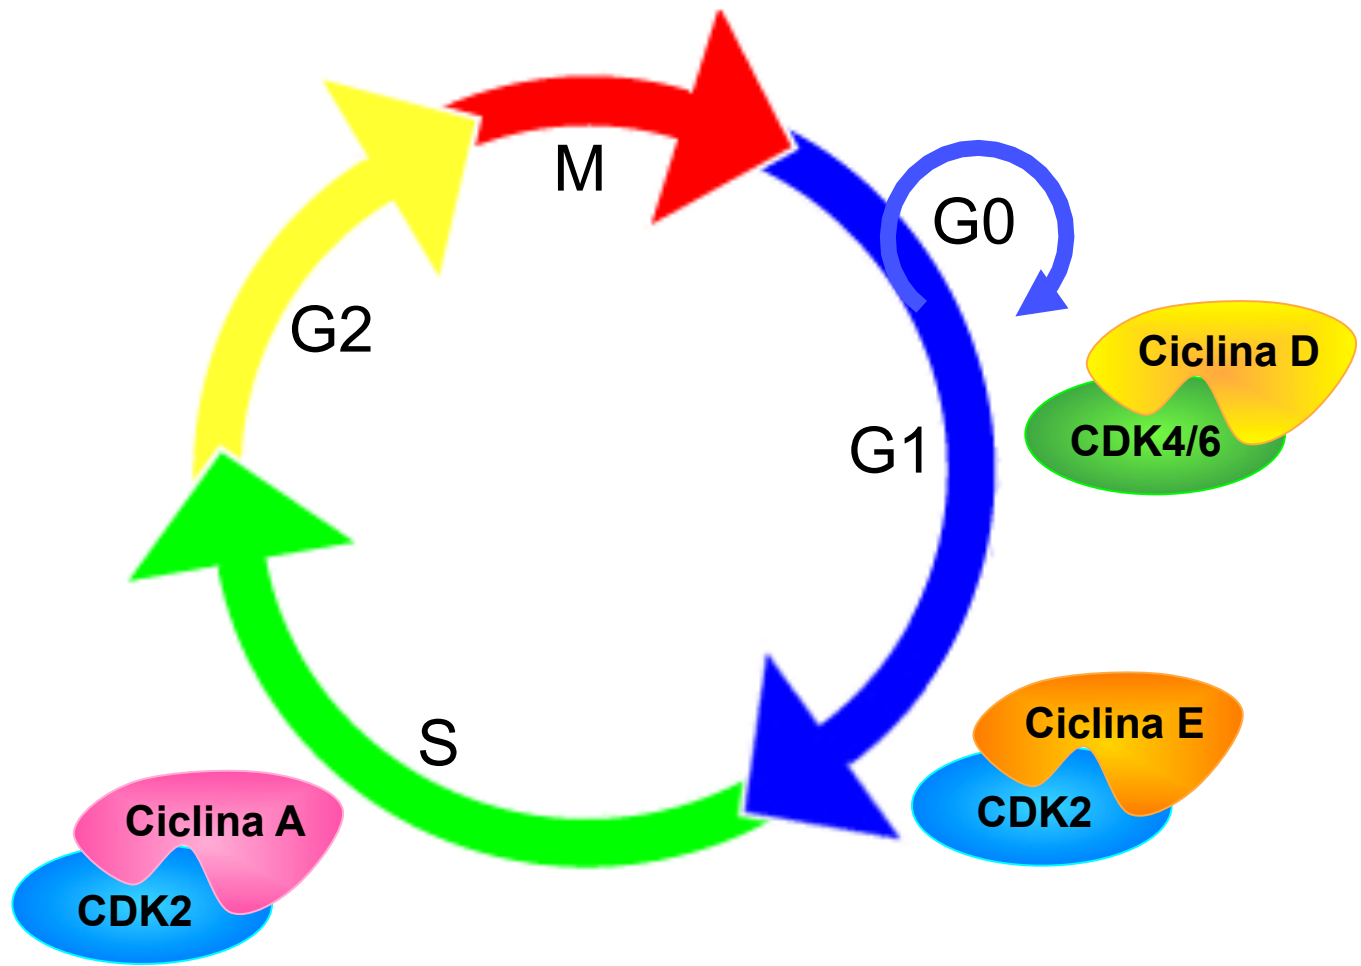 M
G0
G2
Ciclina D
CDK4/6
G1
S
Ciclina E
CDK2
Ciclina A
CDK2